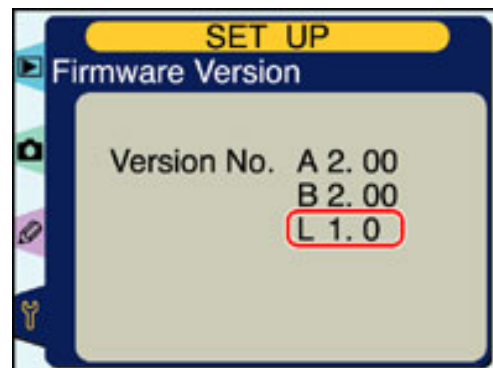 SET UP
Firmware Version
Version No. A 2. 00
B 2. 00
L 1. 0